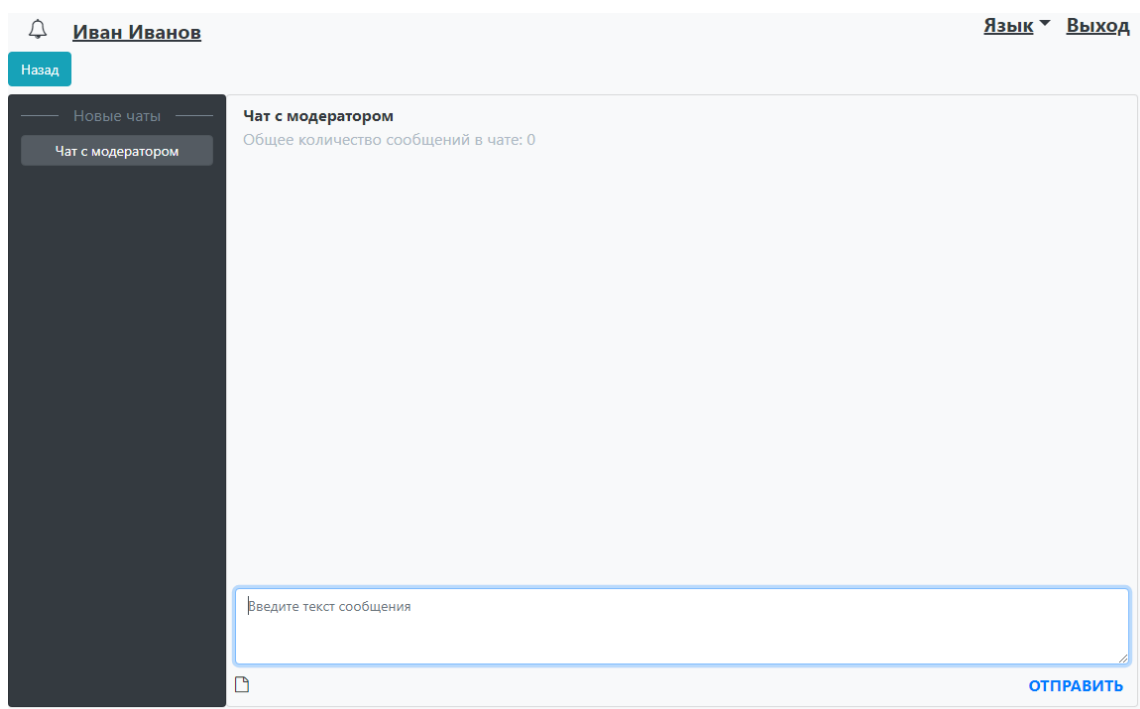 Иван Иванов
Язык
Выход
Назад
Новые чаты
Чат с модератором
Чат с модератором
Общее количество сообщений в чате: 0
Введите текст сообщения
ОТПРАВИТЬ